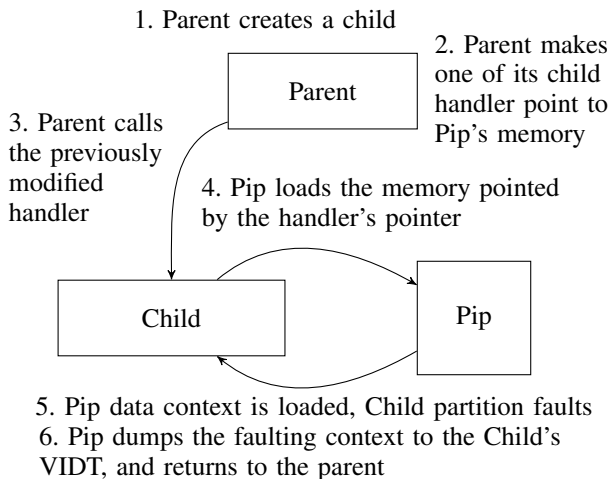 1. Parent creates a child
2. Parent makes
one of its child
handler point to
Pip's memory
Parent
3. Parent calls
the previously
modified
handler
4. Pip loads the memory pointed
by the handler's pointer
Child
Pip
5. Pip data context is loaded, Child partition faults
6. Pip dumps the faulting context to the Child's
VIDT, and returns to the parent